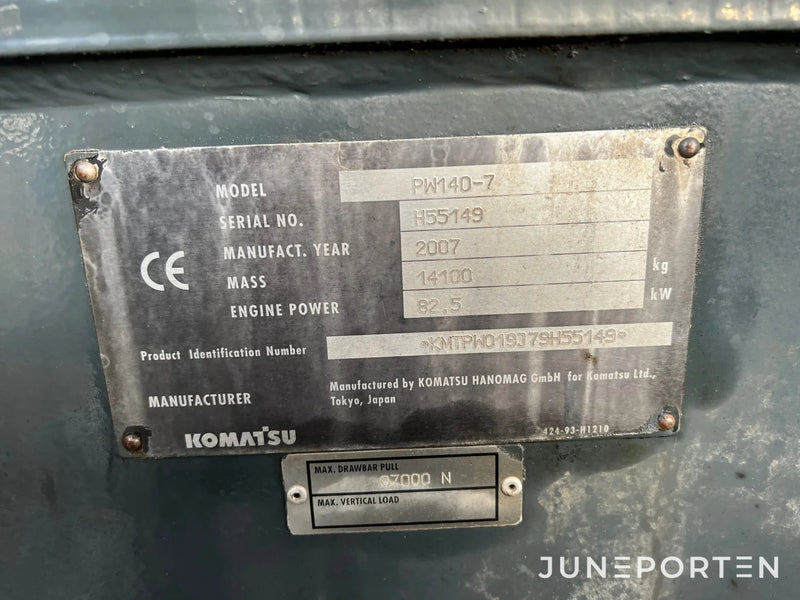 MODEL PW140-7
SERIAL NO. H55149
MANUFACT. YEAR 2007
MASS 14100 kg
ENGINE POWER 82.5 kW
CE
Product Identification Number *KMTPW019J79H55149*
MANUFACTURER Manufactured by KOMATSU HANOMAG GmbH for Komatsu Ltd.,
Tokyo, Japan
KOMATSU 424-93-H1210
MAX. DRAWBAR PULL
7000 N
MAX. VERTICAL LOAD
JUNEPORTEN